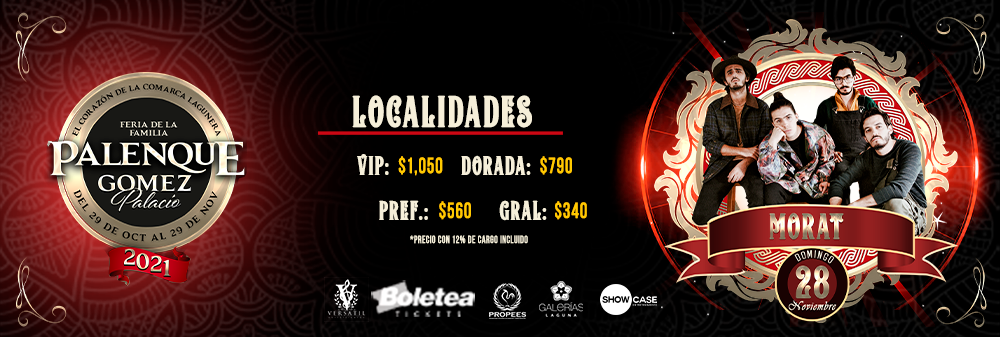 EL CORAZÓN DE LA COMARCA LAGUNERA
FERIA DE LA
FAMILIA
PALENQUE
GOMEZ
Palacio
DEL 29 DE OCT AL 29 DE NOV
2021
LOCALIDADES
VIP: $1,050 DORADA: $790
PREF.: $560 GRAL: $340
*PRECIO CON 12% DE CARGO INCLUIDO
VERSATIL
Boletea
TICKETS
PROPEES
GALERÍAS
LAGUNA
SHOWCASE
MORAT
DOMINGO
28
Noviembre